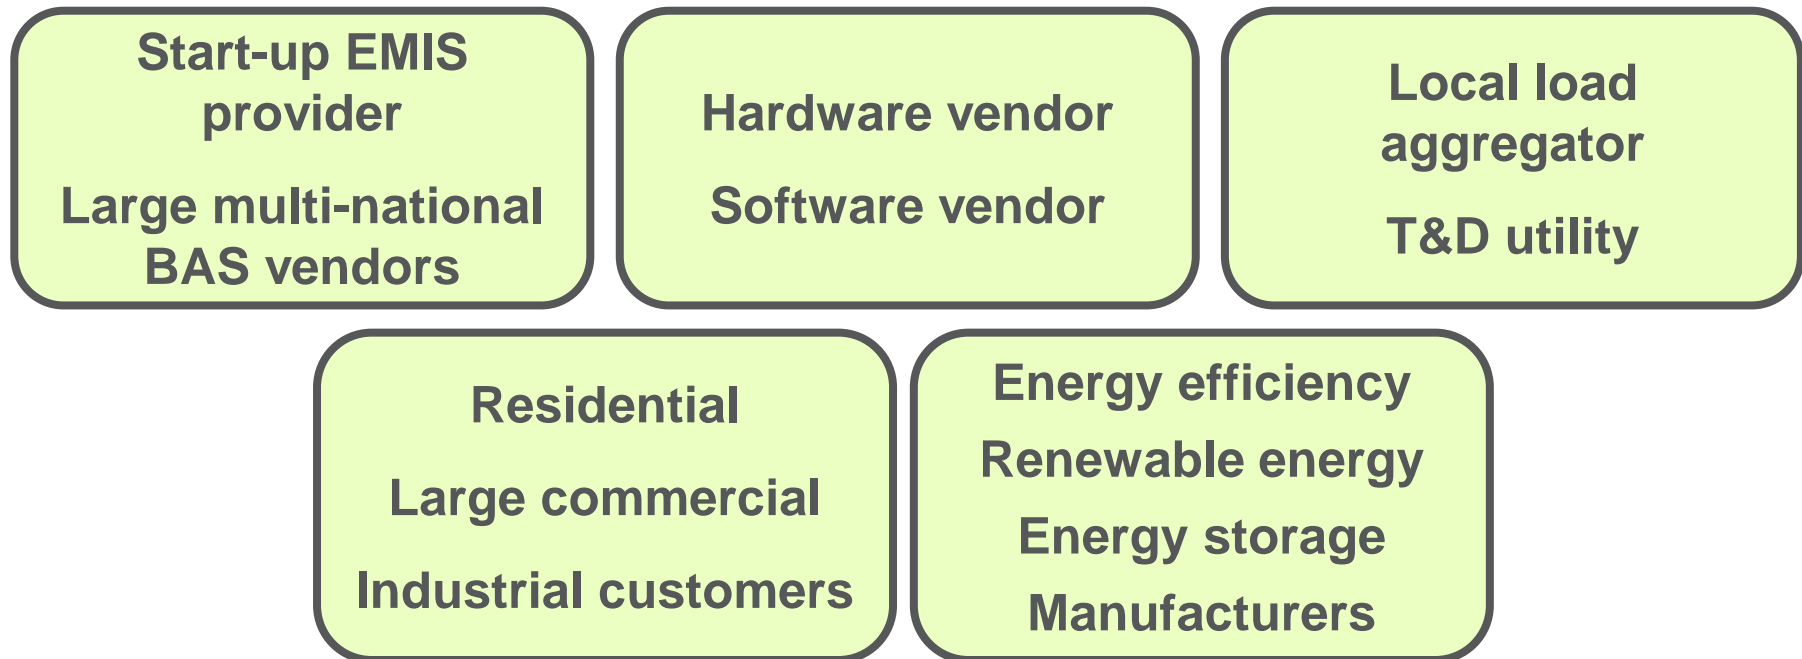 Start-up EMIS
provider
Large multi-national
BAS vendors
Hardware vendor
Software vendor
Local load
aggregator
T&D utility
Residential
Large commercial
Industrial customers
Energy efficiency
Renewable energy
Energy storage
Manufacturers